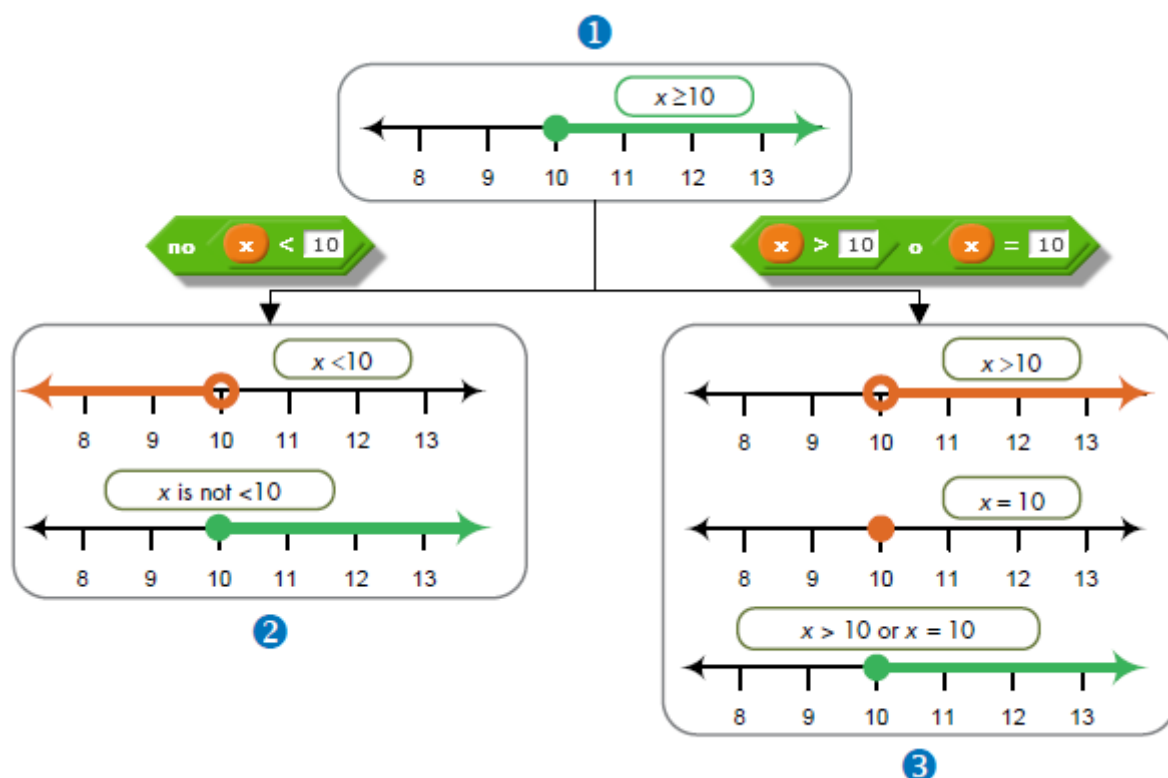 1
x ≥10
8 9 10 11 12 13
no x < 10
x > 10 o x = 10
x <10
8 9 10 11 12 13
x is not <10
8 9 10 11 12 13
2
x >10
8 9 10 11 12 13
x = 10
8 9 10 11 12 13
x > 10 or x = 10
8 9 10 11 12 13
3